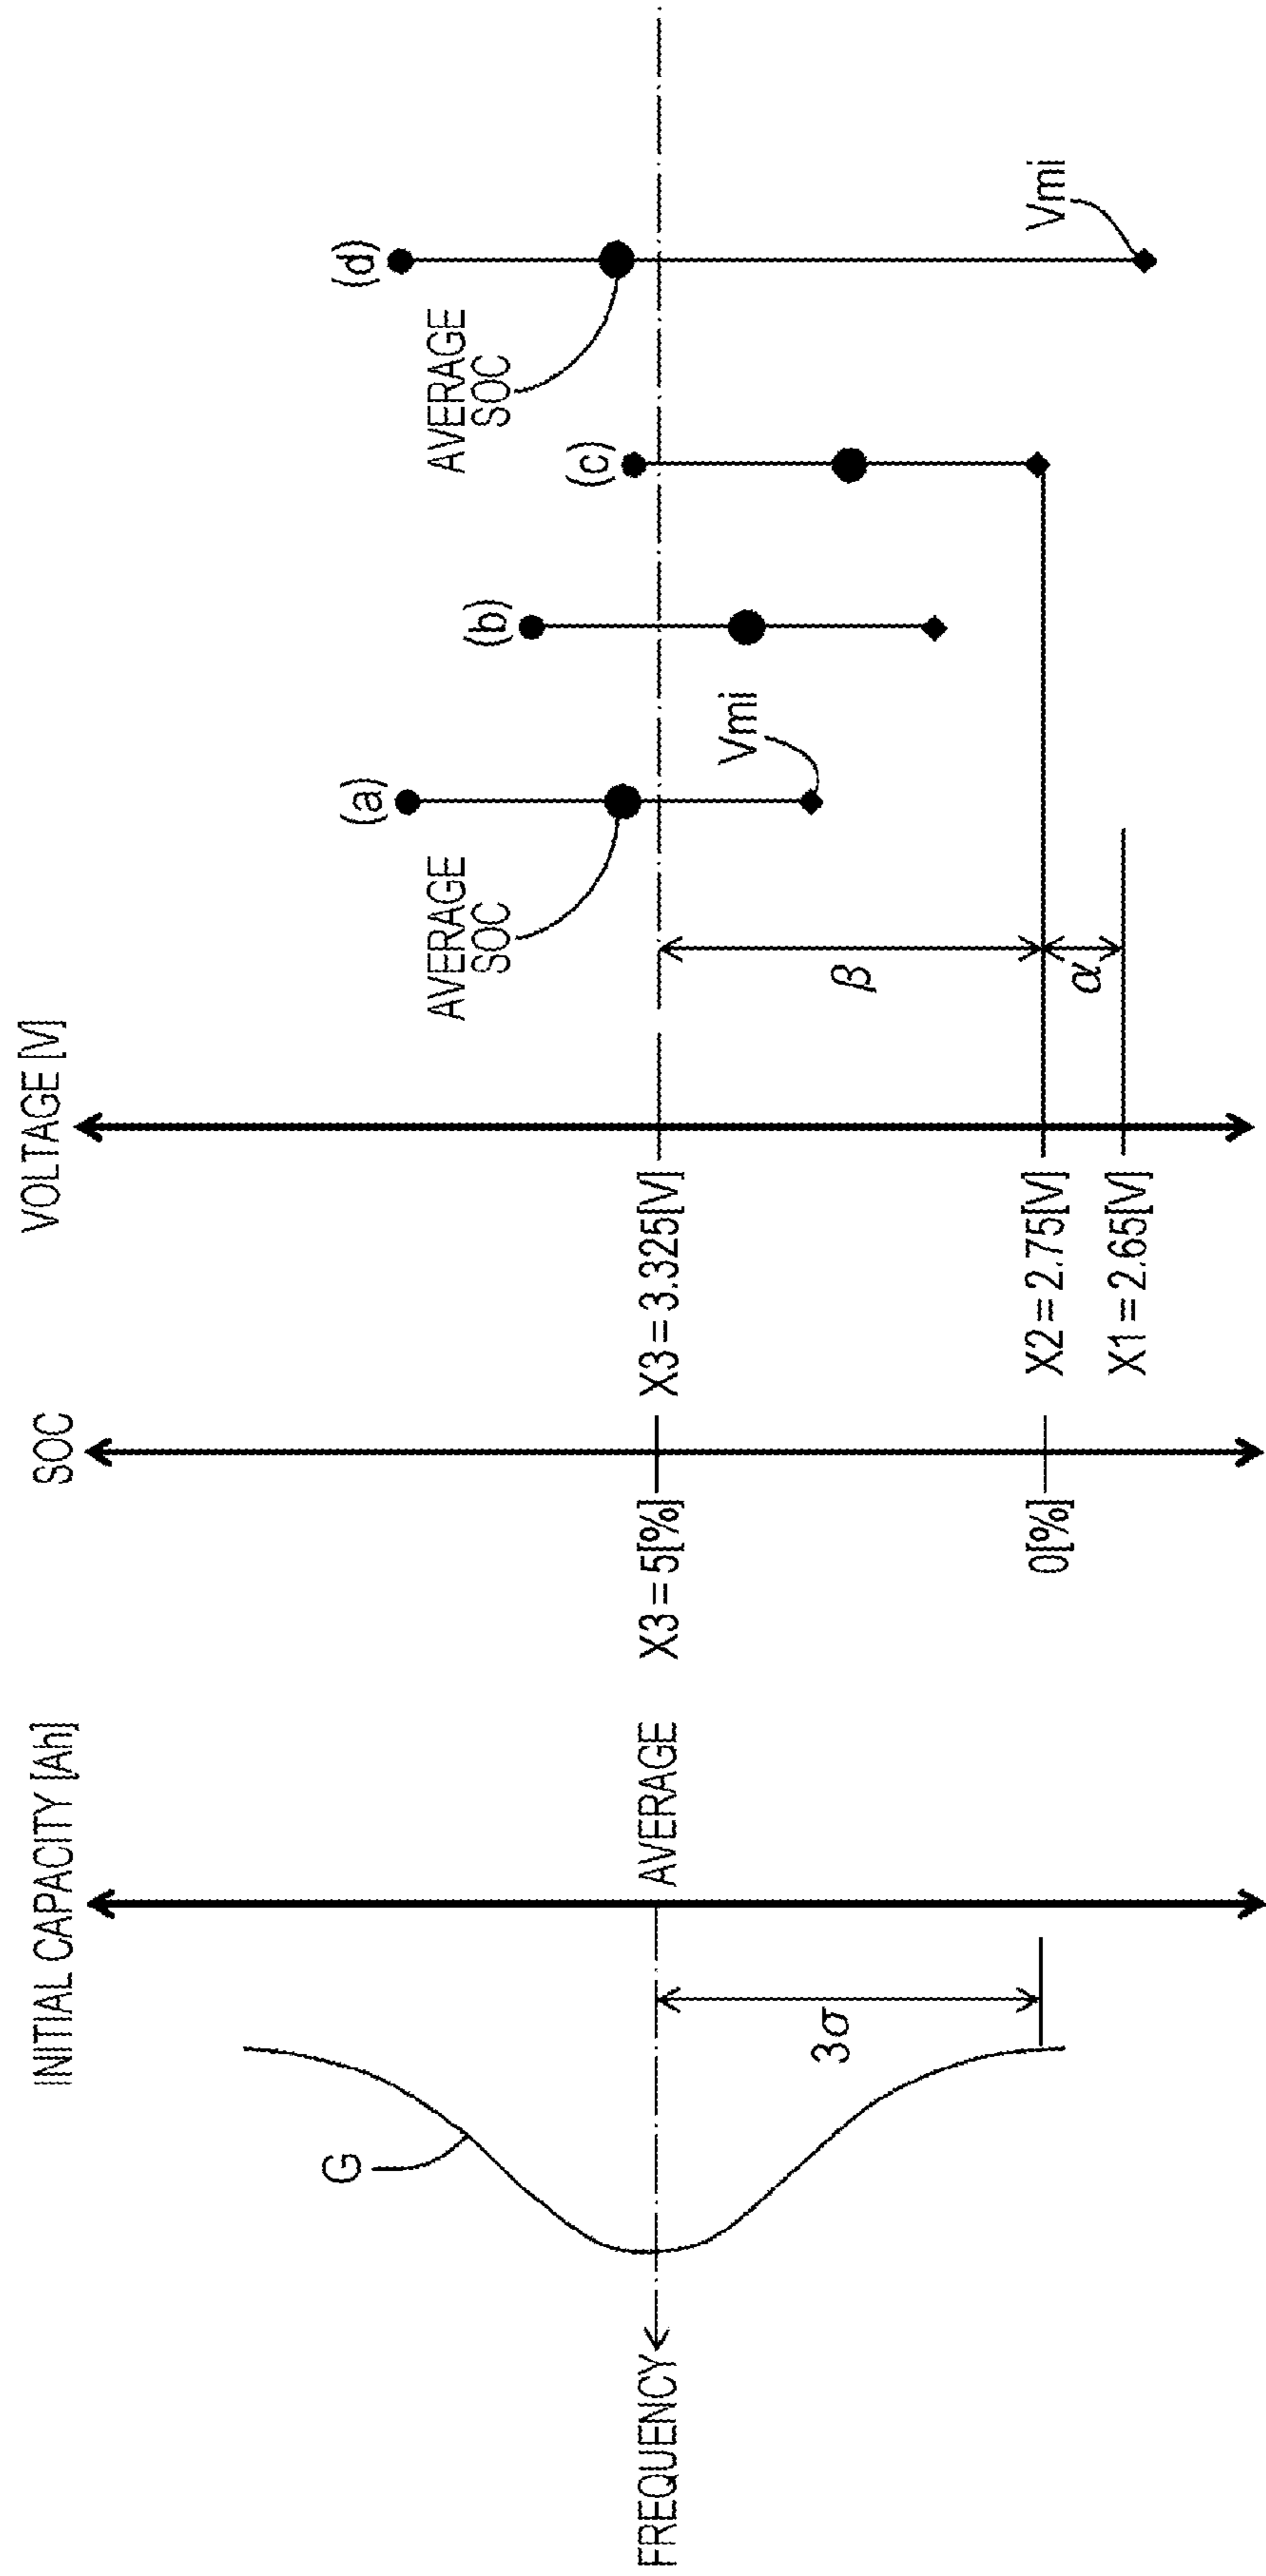 INITIAL CAPACITY [Ah]
SOC
VOLTAGE [V]
G
FREQUENCY
AVERAGE
3σ
X3 = 5[%]
0[%]
X3 = 3.325[V]
X2 = 2.75[V]
X1 = 2.65[V]
β
α
AVERAGE
SOC
(a)
Vmi
(b)
(c)
AVERAGE
SOC
(d)
Vmi